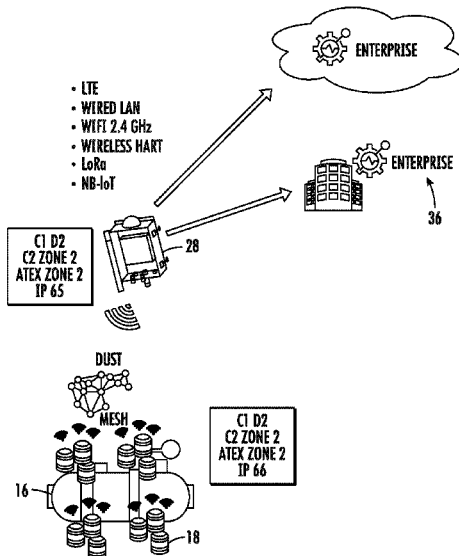 ENTERPRISE
• LTE
• WIRED LAN
• WIFI 2.4 GHz
• WIRELESS HART
• LoRa
• NB-IoT
ENTERPRISE
36
28
C1 D2
C2 ZONE 2
ATEX ZONE 2
IP 65
DUST
MESH
C1 D2
C2 ZONE 2
ATEX ZONE 2
IP 66
16
18